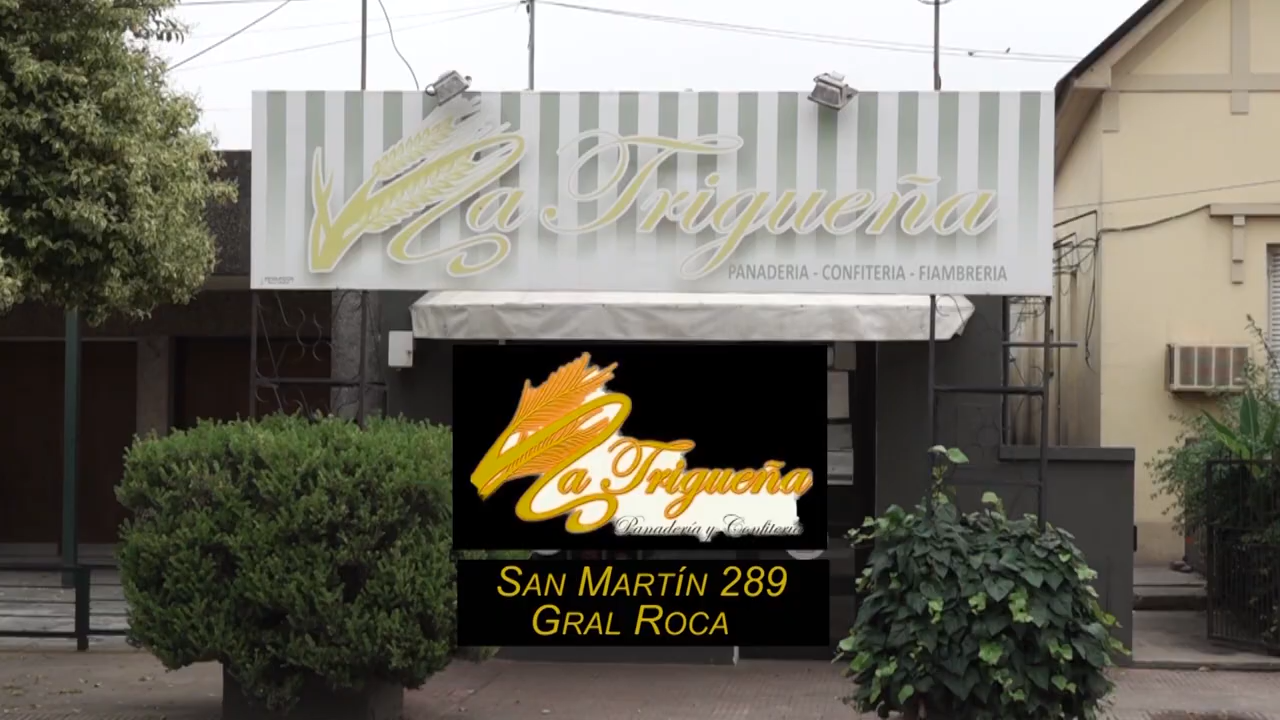 La Trigueña
PANADERIA - CONFITERIA - FIAMBRERIA
La Trigueña
Panadería y Confitería
SAN MARTÍN 289
GRAL ROCA